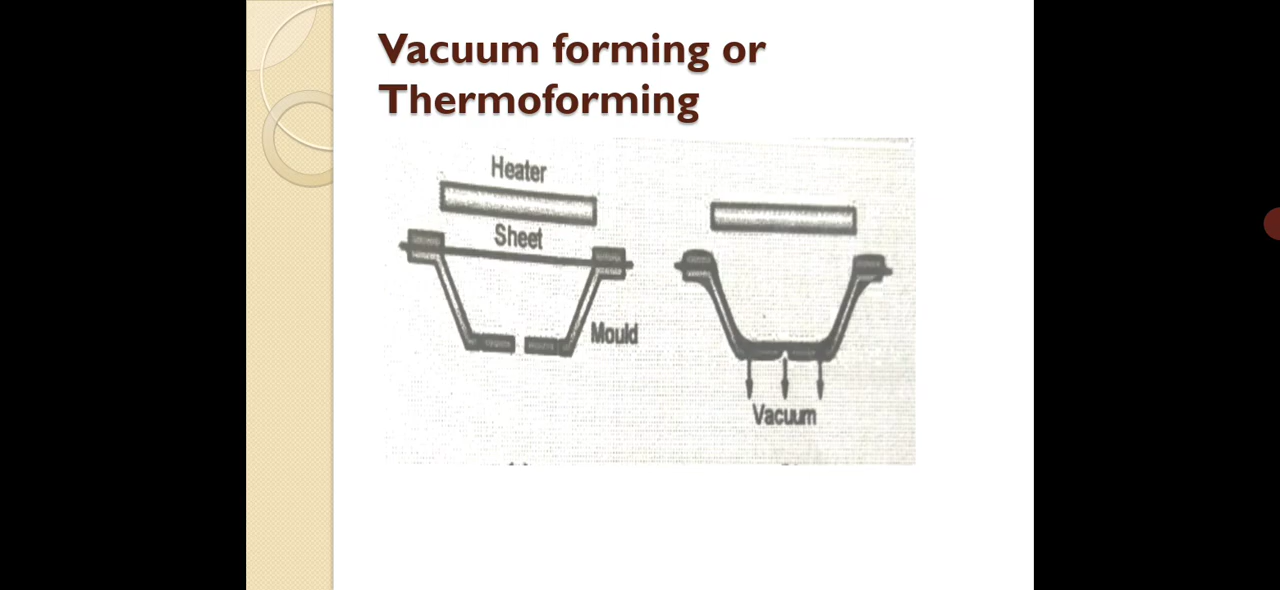 Vacuum forming or
Thermoforming
Heater
Sheet
Mould
Vacuum